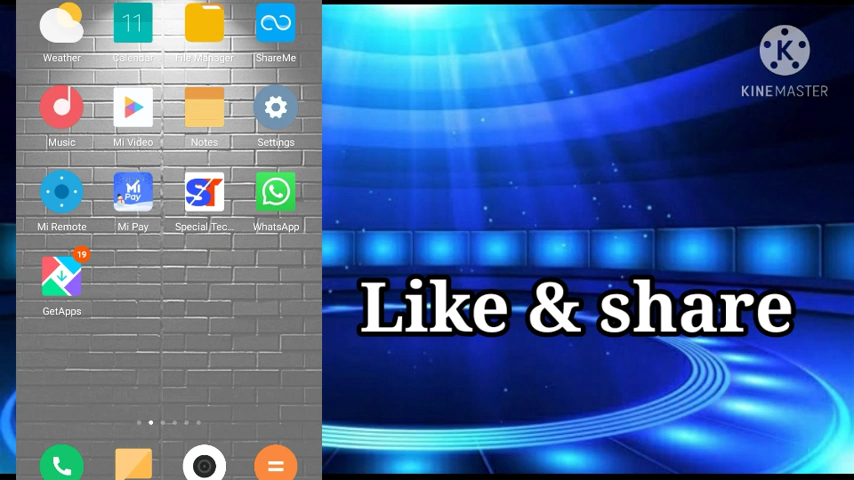 11
Weather
Calendar
File Manager
ShareMe
Music
Mi Video
Notes
Settings
Mi
Pay
ST
Mi Remote
Mi Pay
Special Tec...
WhatsApp
19
GetApps
K
KINEMASTER
Like & share